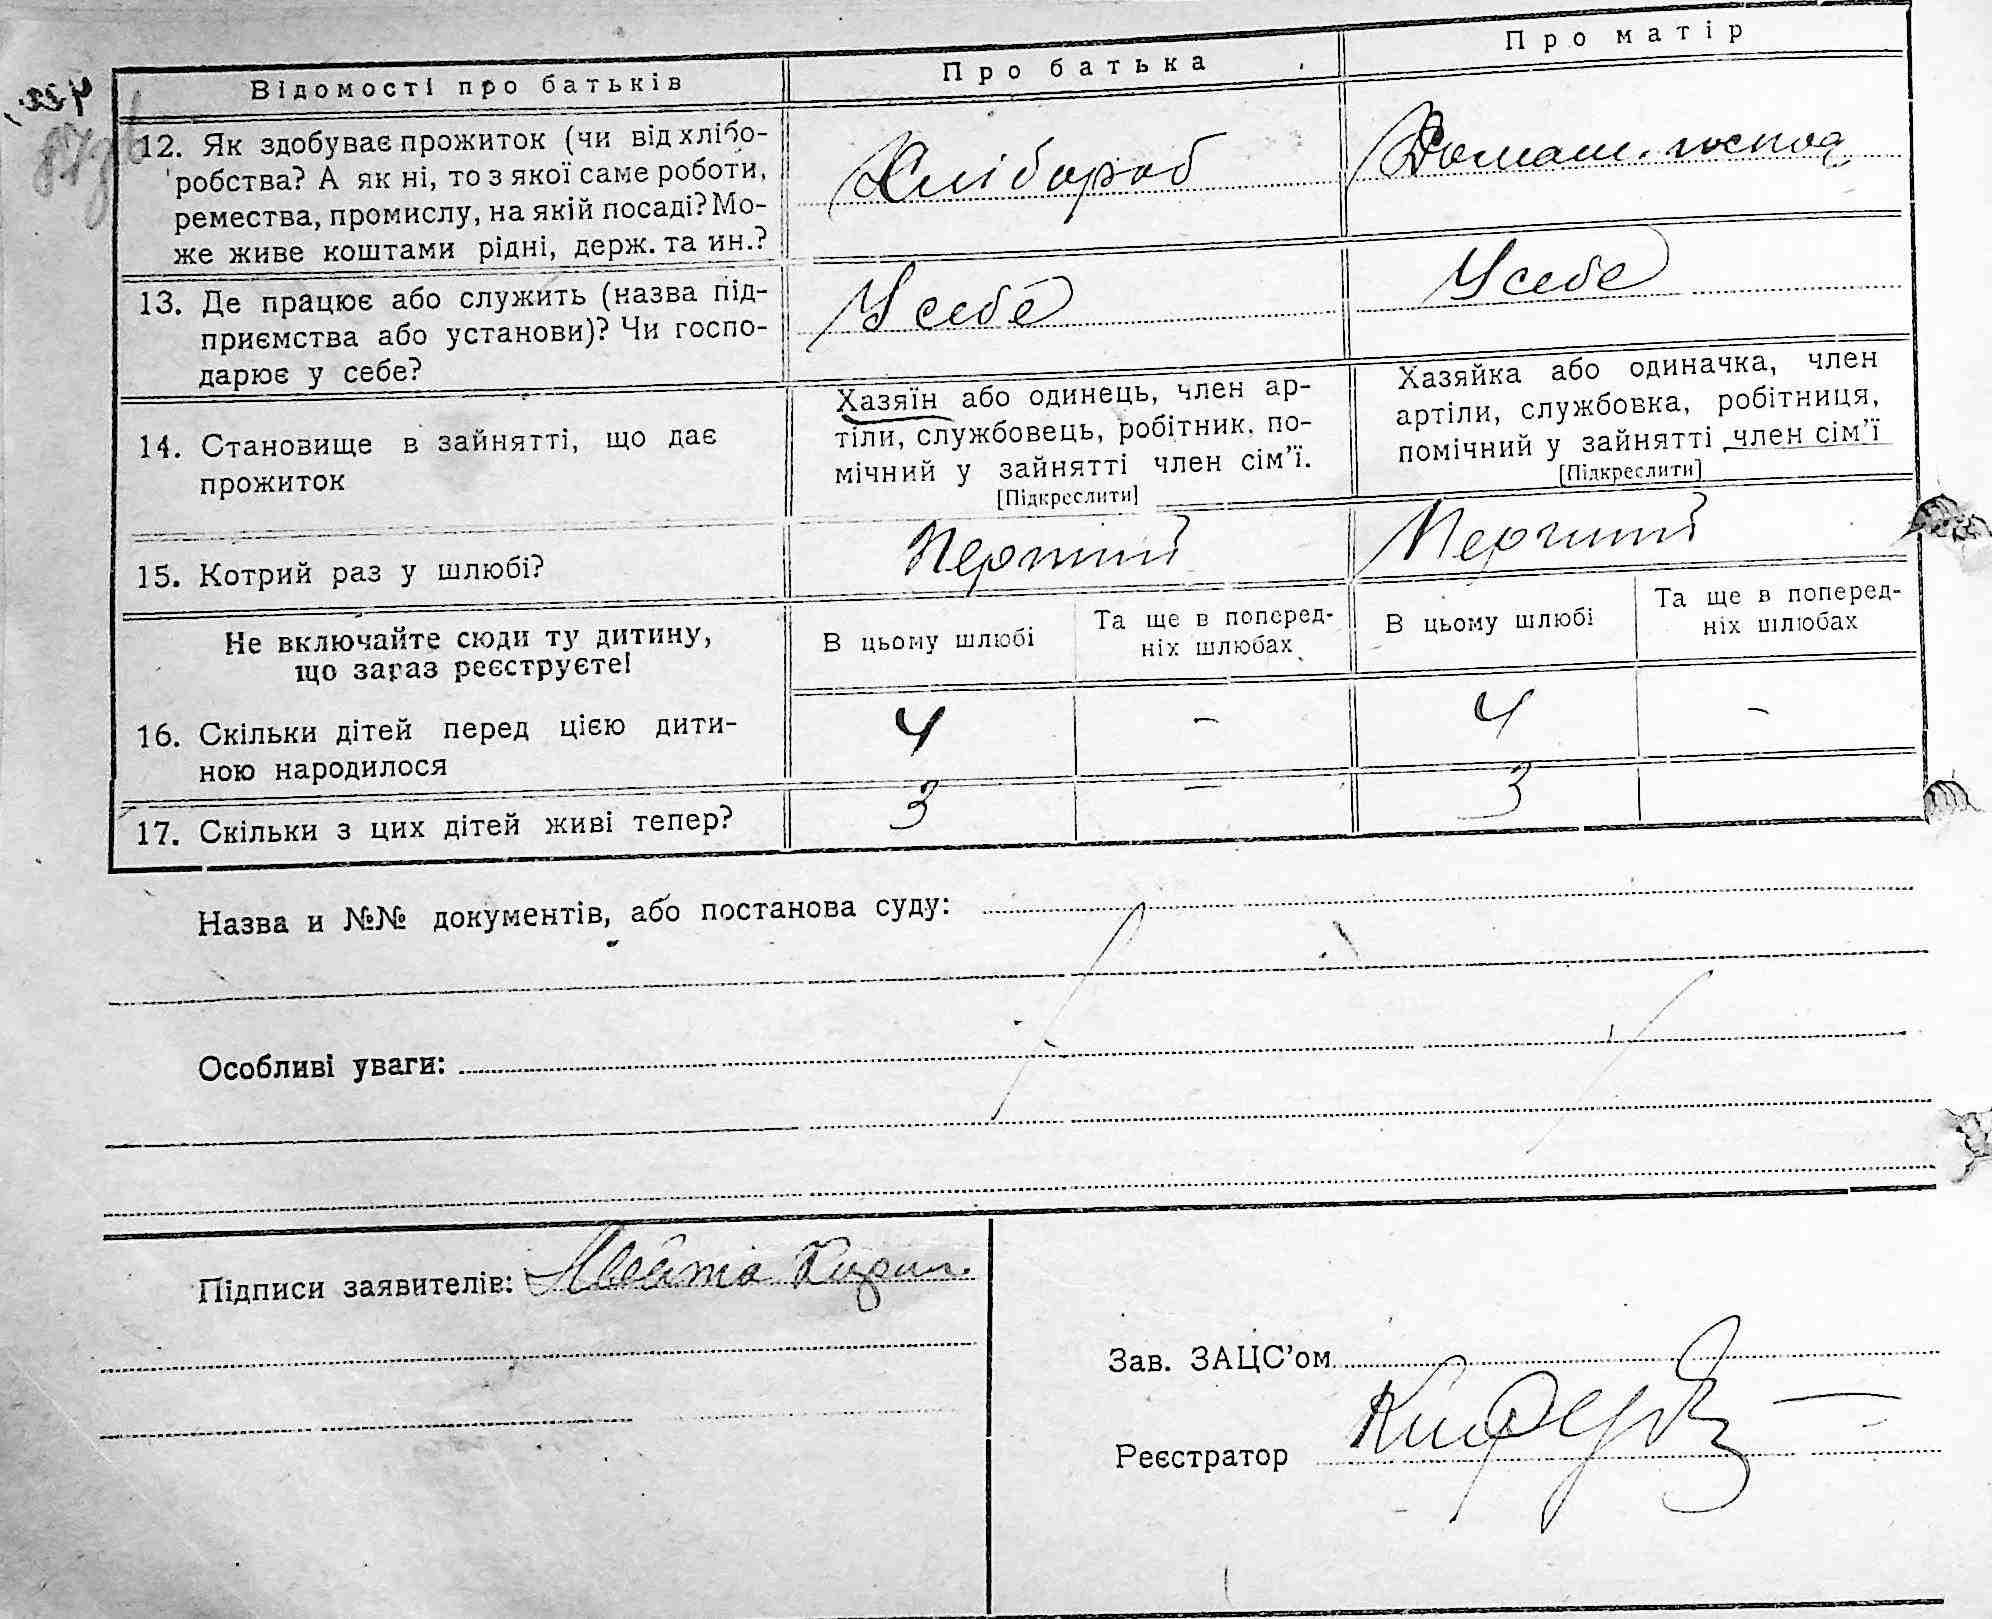 Відомості про батьків
Про батька
Про матір
12. Як здобуває прожиток (чи від хлібо-
робства? А як ні, то з якої саме роботи,
ремества, промислу, на якій посаді? Мо-
же живе коштами рідні, держ. та ин.?
Хлібороб
Домаш. господ
13. Де працює або служить (назва під-
приємства або установи)? Чи госпо-
дарює у себе?
У себе
У себе
14. Становище в зайнятті, що дає
прожиток
Хазяїн або одинець, член ар-
тіли, службовець, робітник, по-
мічний у зайнятті член сім’ї.
[Підкреслити]
Хазяйка або одиначка, член
артіли, службовка, робітниця,
помічний у зайнятті член сім’ї
[Підкреслити]
15. Котрий раз у шлюбі?
Перший
Перший
Не включайте сюди ту дитину,
що зараз реєструєте!
В цьому шлюбі
Та ще в поперед-
ніх шлюбах
В цьому шлюбі
Та ще в поперед-
ніх шлюбах
16. Скільки дітей перед цією дити-
ною народилося
4
-
4
-
17. Скільки з цих дітей живі тепер?
3
-
3
Назва и №№ документів, або постанова суду:
Особливі уваги:
Підписи заявителів:
Зав. ЗАЦС’ом
Реєстратор